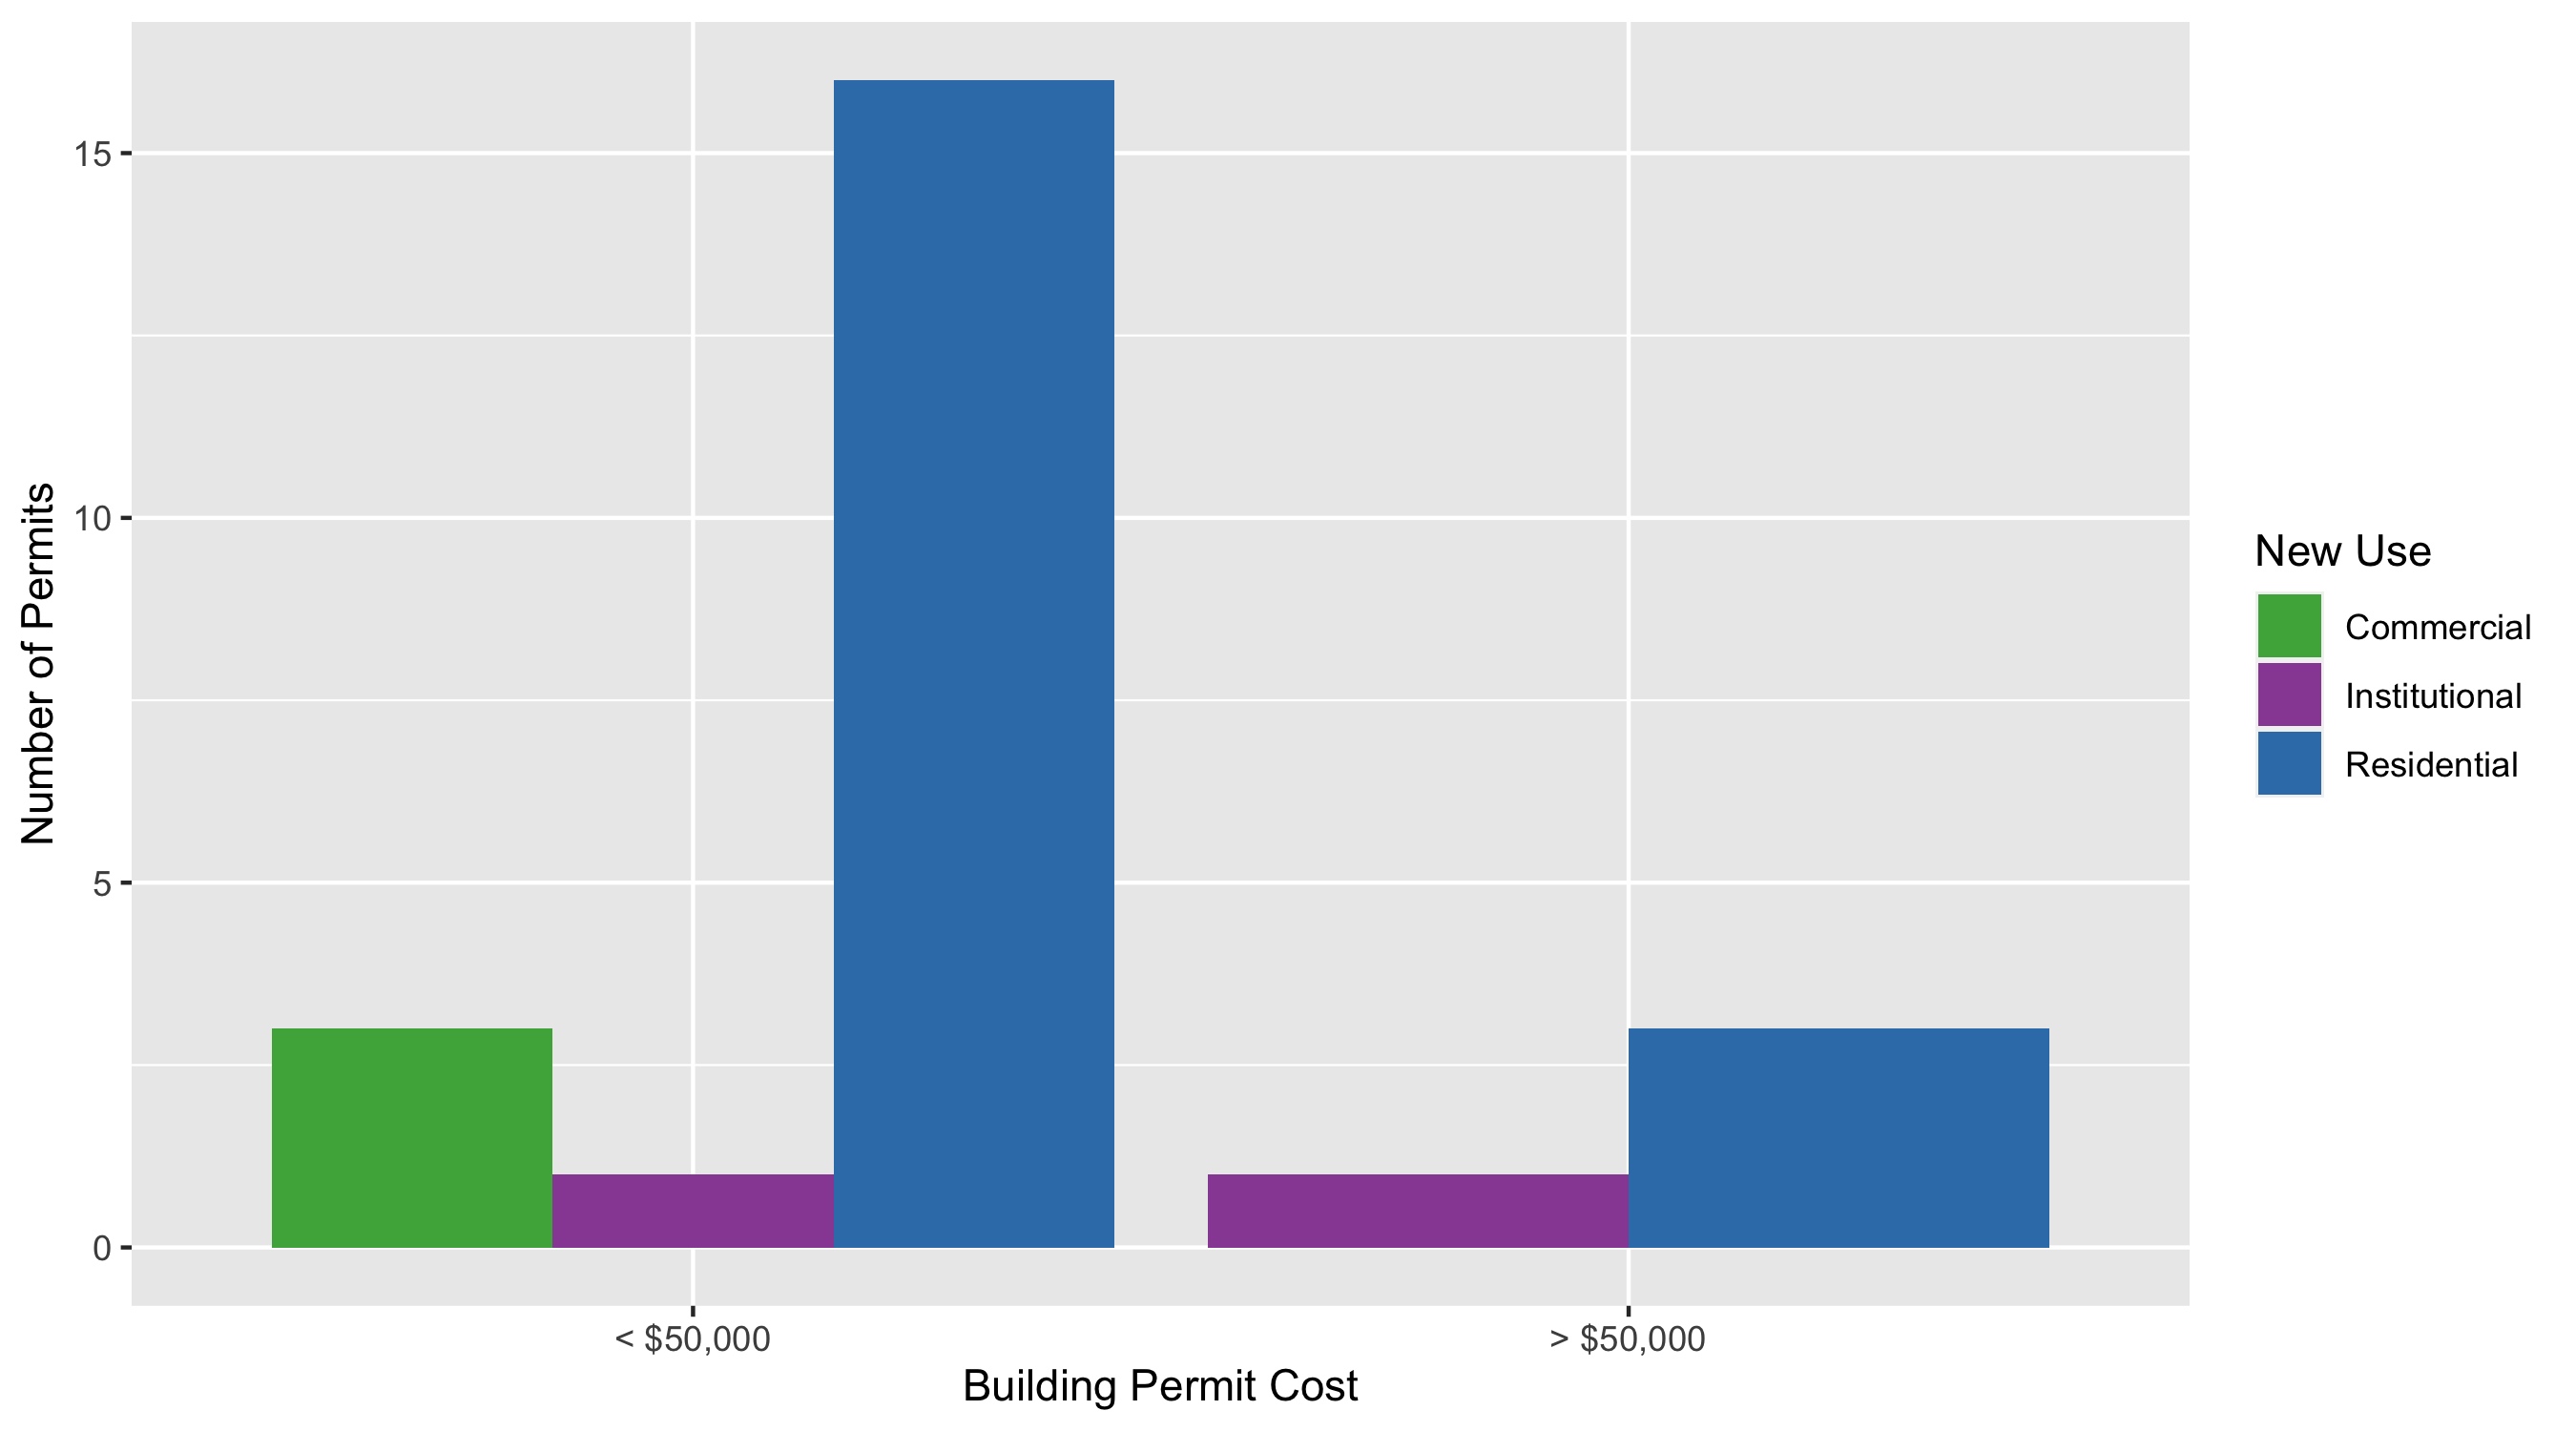 Number of Permits
15
10
5
0
< $50,000
> $50,000
Building Permit Cost
New Use
Commercial
Institutional
Residential